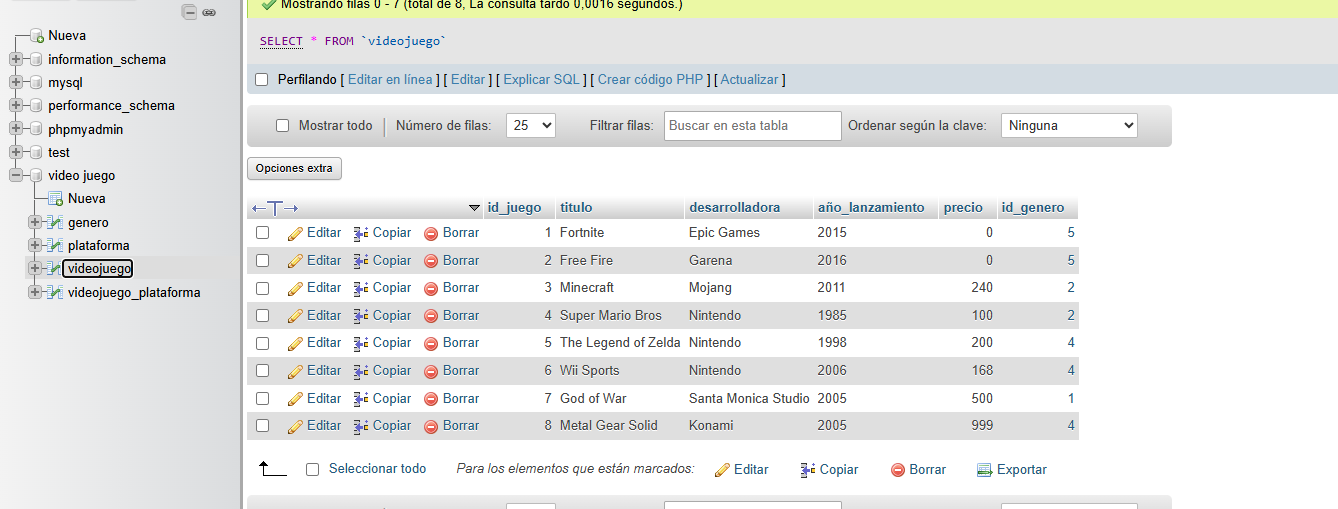 Mostrando filas 0 - 7 (total de 8, La consulta tardó 0,0016 segundos.)
Nueva
information_schema
mysql
performance_schema
phpmyadmin
test
video juego
Nueva
genero
plataforma
videojuego
videojuego_plataforma
SELECT * FROM `videojuego`
Perfilando [ Editar en línea ] [ Editar ] [ Explicar SQL ] [ Crear código PHP ] [ Actualizar ]
Mostrar todo | Número de filas: 25 Filtrar filas: Buscar en esta tabla Ordenar según la clave: Ninguna
Opciones extra
←T→ id_juego titulo desarrolladora año_lanzamiento precio id_genero
Editar Copiar Borrar 1 Fortnite Epic Games 2015 0 5
Editar Copiar Borrar 2 Free Fire Garena 2016 0 5
Editar Copiar Borrar 3 Minecraft Mojang 2011 240 2
Editar Copiar Borrar 4 Super Mario Bros Nintendo 1985 100 2
Editar Copiar Borrar 5 The Legend of Zelda Nintendo 1998 200 4
Editar Copiar Borrar 6 Wii Sports Nintendo 2006 168 4
Editar Copiar Borrar 7 God of War Santa Monica Studio 2005 500 1
Editar Copiar Borrar 8 Metal Gear Solid Konami 2005 999 4
Seleccionar todo Para los elementos que están marcados: Editar Copiar Borrar Exportar